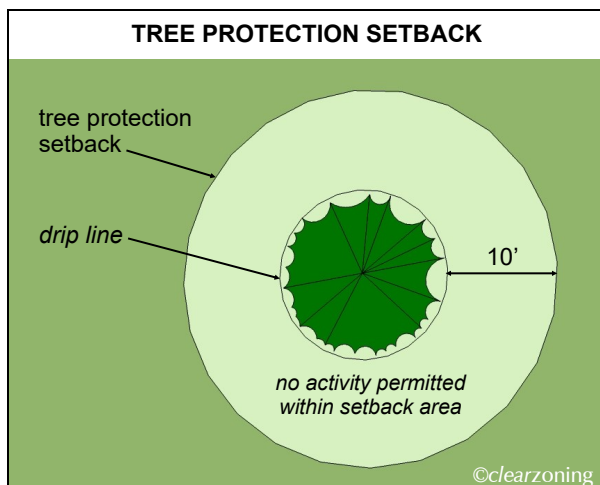 TREE PROTECTION SETBACK
tree protection
setback
drip line
10’
no activity permitted
within setback area
©clearzoning